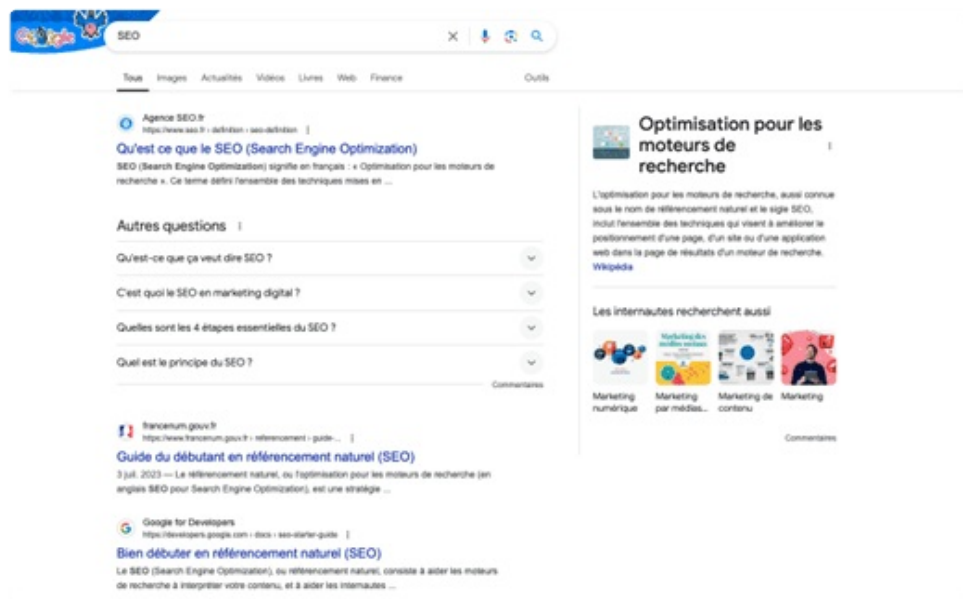 Google
SEO
Tous Images Actualités Vidéos Livres Web Finance Outils
Agence SEO.fr
https://www.seo.fr › definition › seo-definition
Qu'est ce que le SEO (Search Engine Optimization)
SEO (Search Engine Optimization) signifie en français : « Optimisation pour les moteurs de
recherche ». Ce terme défini l'ensemble des techniques mises en ...
Autres questions
Qu'est-ce que ça veut dire SEO ?
C'est quoi le SEO en marketing digital ?
Quelles sont les 4 étapes essentielles du SEO ?
Quel est le principe du SEO ?
Commentaires
francenum.gouv.fr
https://www.francenum.gouv.fr › referencement › guide-...
Guide du débutant en référencement naturel (SEO)
3 juil. 2023 — Le référencement naturel, ou l'optimisation pour les moteurs de recherche (en
anglais SEO pour Search Engine Optimization), est une stratégie ...
Google for Developers
https://developers.google.com › docs › seo-starter-guide
Bien débuter en référencement naturel (SEO)
Le SEO (Search Engine Optimization), ou référencement naturel, consiste à aider les moteurs
de recherche à interpréter votre contenu, et à aider les internautes ...
Optimisation pour les
moteurs de
recherche
L'optimisation pour les moteurs de recherche, aussi connue
sous le nom de référencement naturel et le sigle SEO,
inclut l'ensemble des techniques qui visent à améliorer le
positionnement d'une page, d'un site ou d'une application
web dans la page de résultats d'un moteur de recherche.
Wikipédia
Les internautes recherchent aussi
Marketing des
médias sociaux
Marketing
numérique
Marketing
par médias...
Marketing de
contenu
Marketing
Commentaires